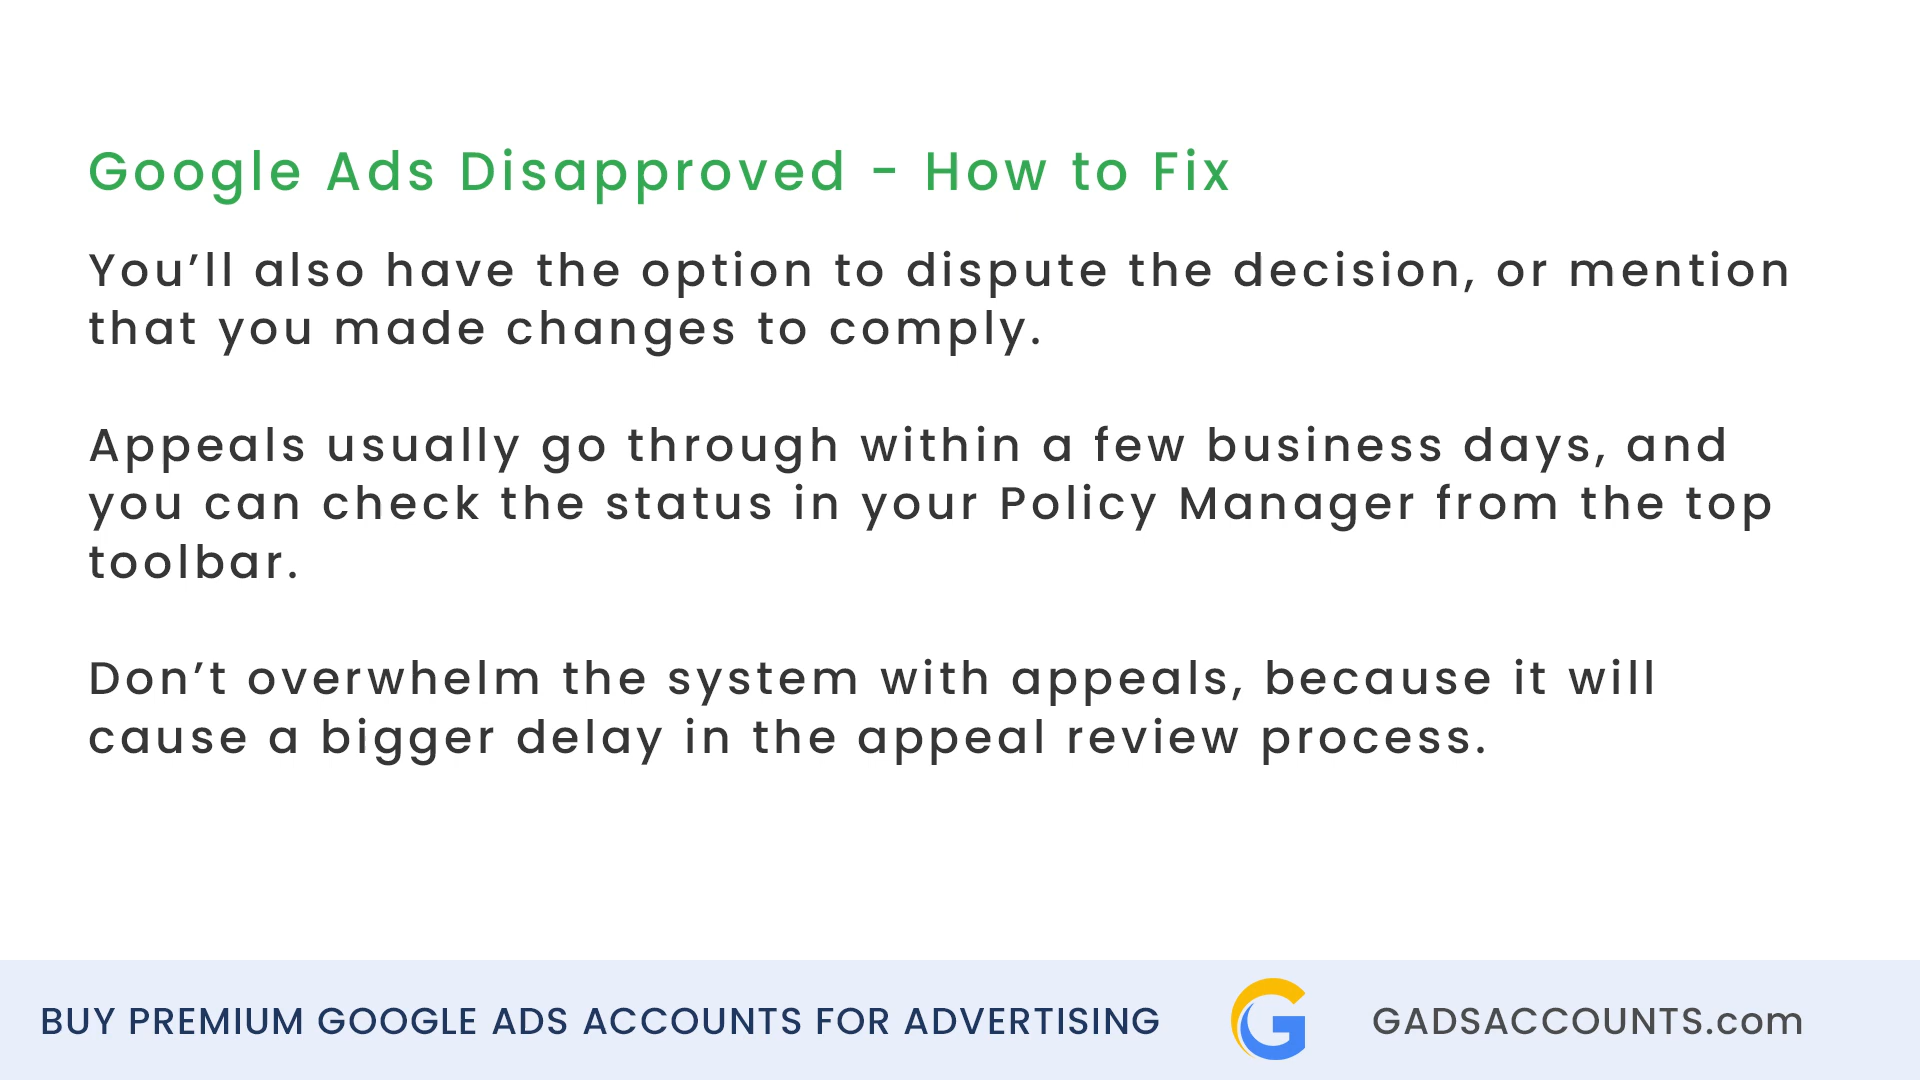 Google Ads Disapproved - How to Fix
You’ll also have the option to dispute the decision, or mention
that you made changes to comply.
Appeals usually go through within a few business days, and
you can check the status in your Policy Manager from the top
toolbar.
Don’t overwhelm the system with appeals, because it will
cause a bigger delay in the appeal review process.
BUY PREMIUM GOOGLE ADS ACCOUNTS FOR ADVERTISING
G
GADSACCOUNTS.com